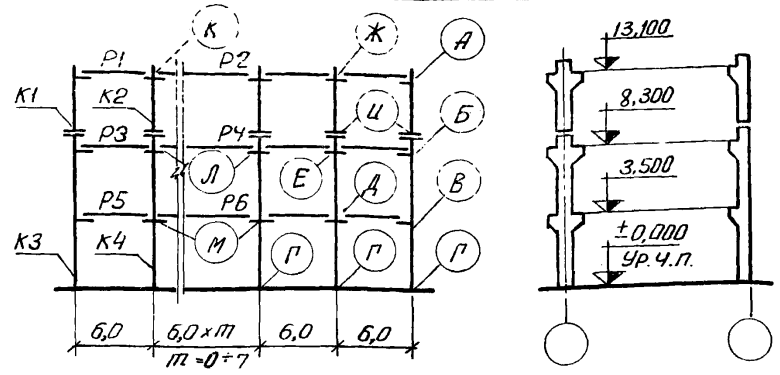 К Ж А
Р1 Р2
К1 К2 И Б
Р3 Р4
Л Е Д В
Р5 Р6
М
К3 К4 Г Г Г
6,0 6,0×m 6,0 6,0
m=0÷7
13,100
8,300
3,500
±0,000
Ур.ч.п.